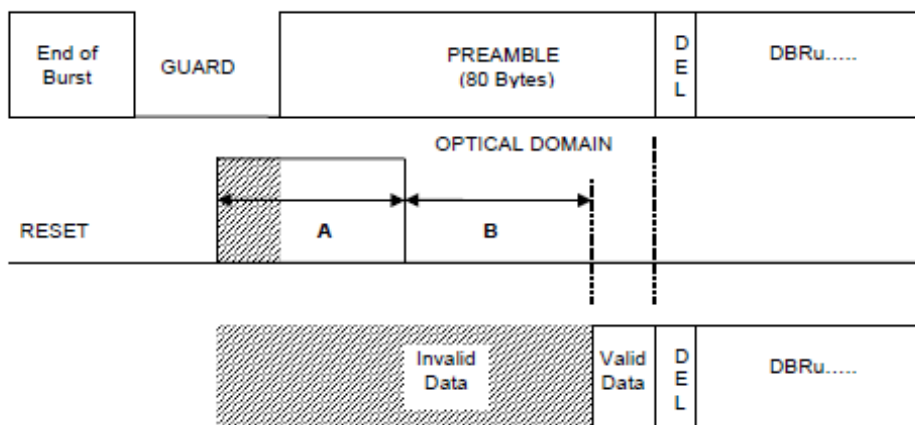 End of
Burst
GUARD
PREAMBLE
(80 Bytes)
D
E
L
DBRu.....
OPTICAL DOMAIN
RESET
A
B
Invalid
Data
Valid
Data
D
E
L
DBRu.....